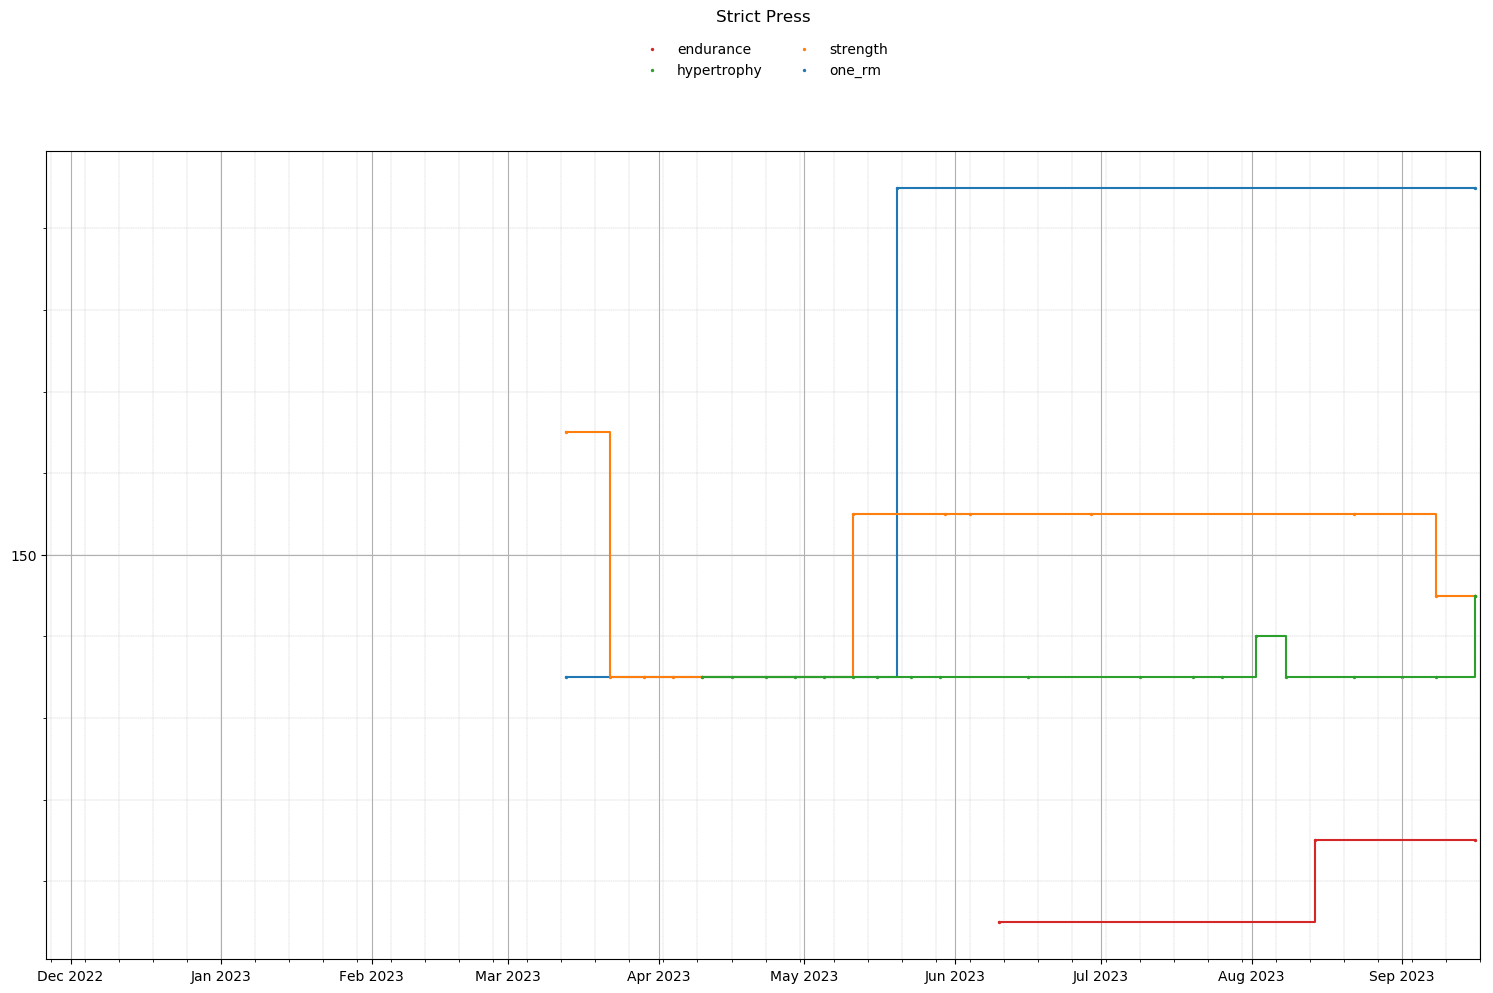 Strict Press
endurance strength
hypertrophy one_rm
150
Dec 2022 Jan 2023 Feb 2023 Mar 2023 Apr 2023 May 2023 Jun 2023 Jul 2023 Aug 2023 Sep 2023